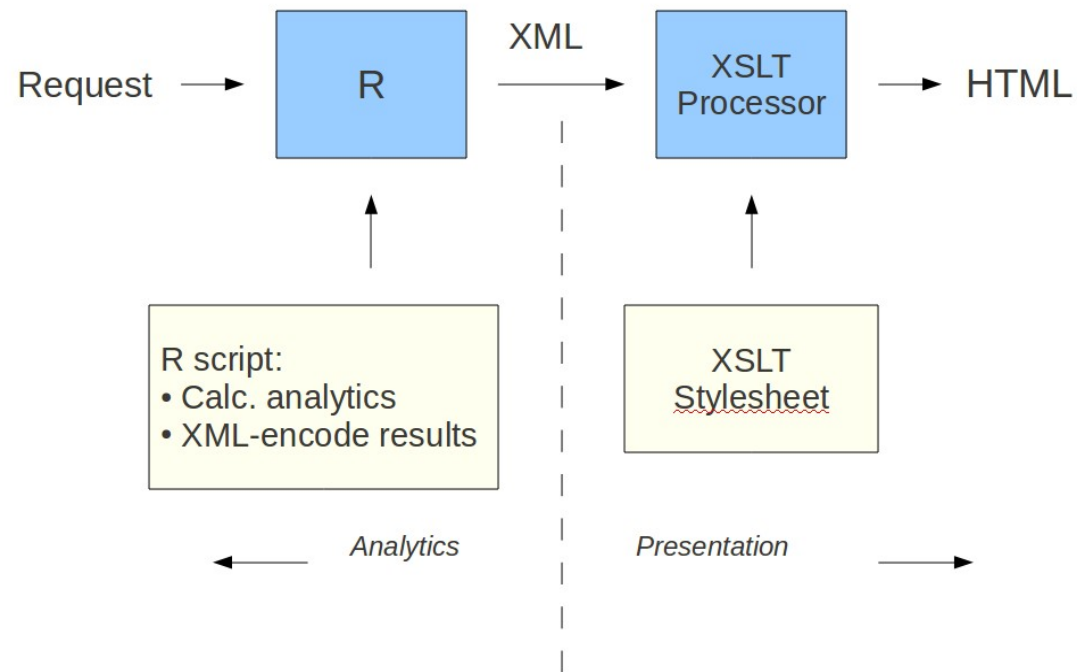 Request
R
XML
XSLT
Processor
HTML
R script:
• Calc. analytics
• XML-encode results
XSLT
Stylesheet
Analytics
Presentation